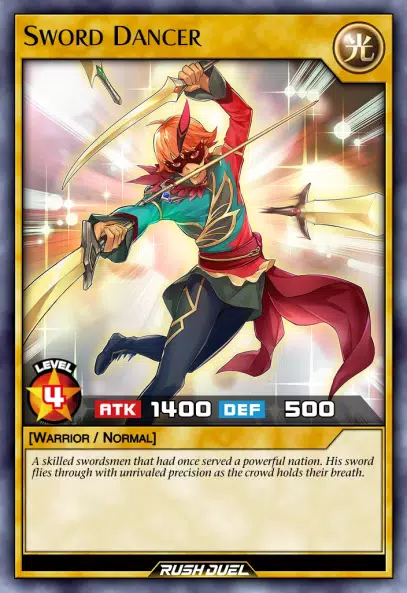 SWORD DANCER
光
LEVEL
4
ATK 1400 DEF 500
[WARRIOR / NORMAL]
A skilled swordsmen that had once served a powerful nation. His sword
flies through with unrivaled precision as the crowd holds their breath.
RUSH DUEL